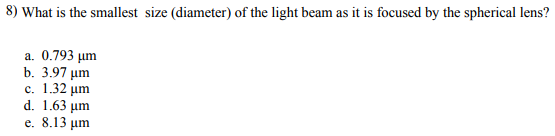 8) What is the smallest size (diameter) of the light beam as it is focused by the spherical lens?
a. 0.793 µm
b. 3.97 µm
c. 1.32 µm
d. 1.63 µm
e. 8.13 µm